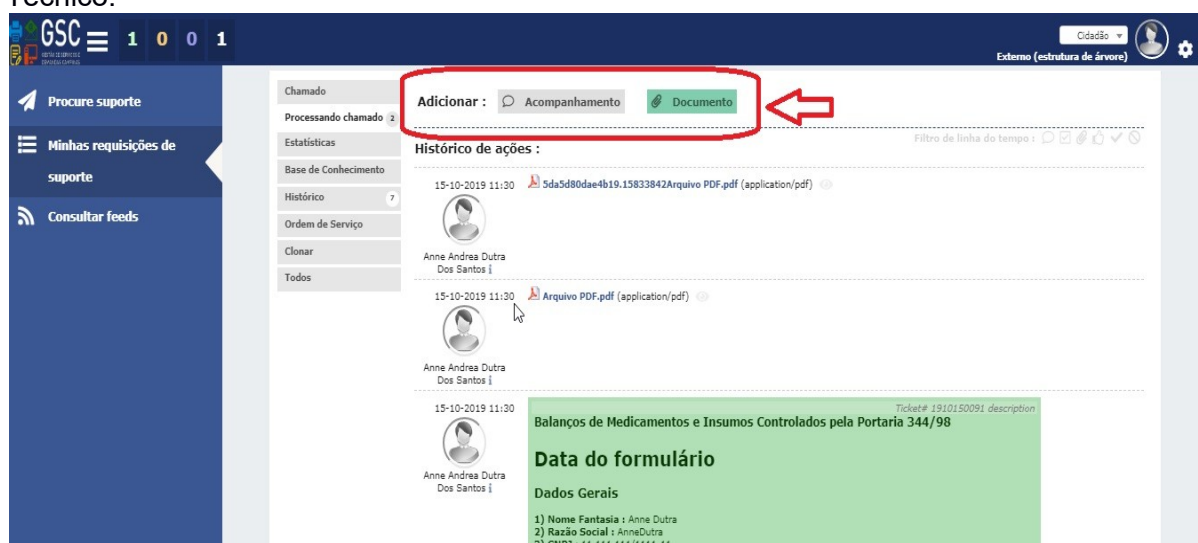 Técnico.
GSC
1 0 0 1
Cidadão
Externo (estrutura de árvore)
Procure suporte
Minhas requisições de
suporte
Consultar feeds
Chamado
Processando chamado 2
Estatísticas
Base de Conhecimento
Histórico 7
Ordem de Serviço
Clonar
Todos
Adicionar : Acompanhamento Documento
Filtro de linha do tempo :
Histórico de ações :
15-10-2019 11:30 5da5d80dae4b19.15833842Arquivo PDF.pdf (application/pdf)
Anne Andrea Dutra
Dos Santos i
15-10-2019 11:30 Arquivo PDF.pdf (application/pdf)
Anne Andrea Dutra
Dos Santos i
15-10-2019 11:30
Anne Andrea Dutra
Dos Santos i
Ticket# 1910150091 description
Balanços de Medicamentos e Insumos Controlados pela Portaria 344/98
Data do formulário
Dados Gerais
1) Nome Fantasia : Anne Dutra
2) Razão Social : AnneDutra